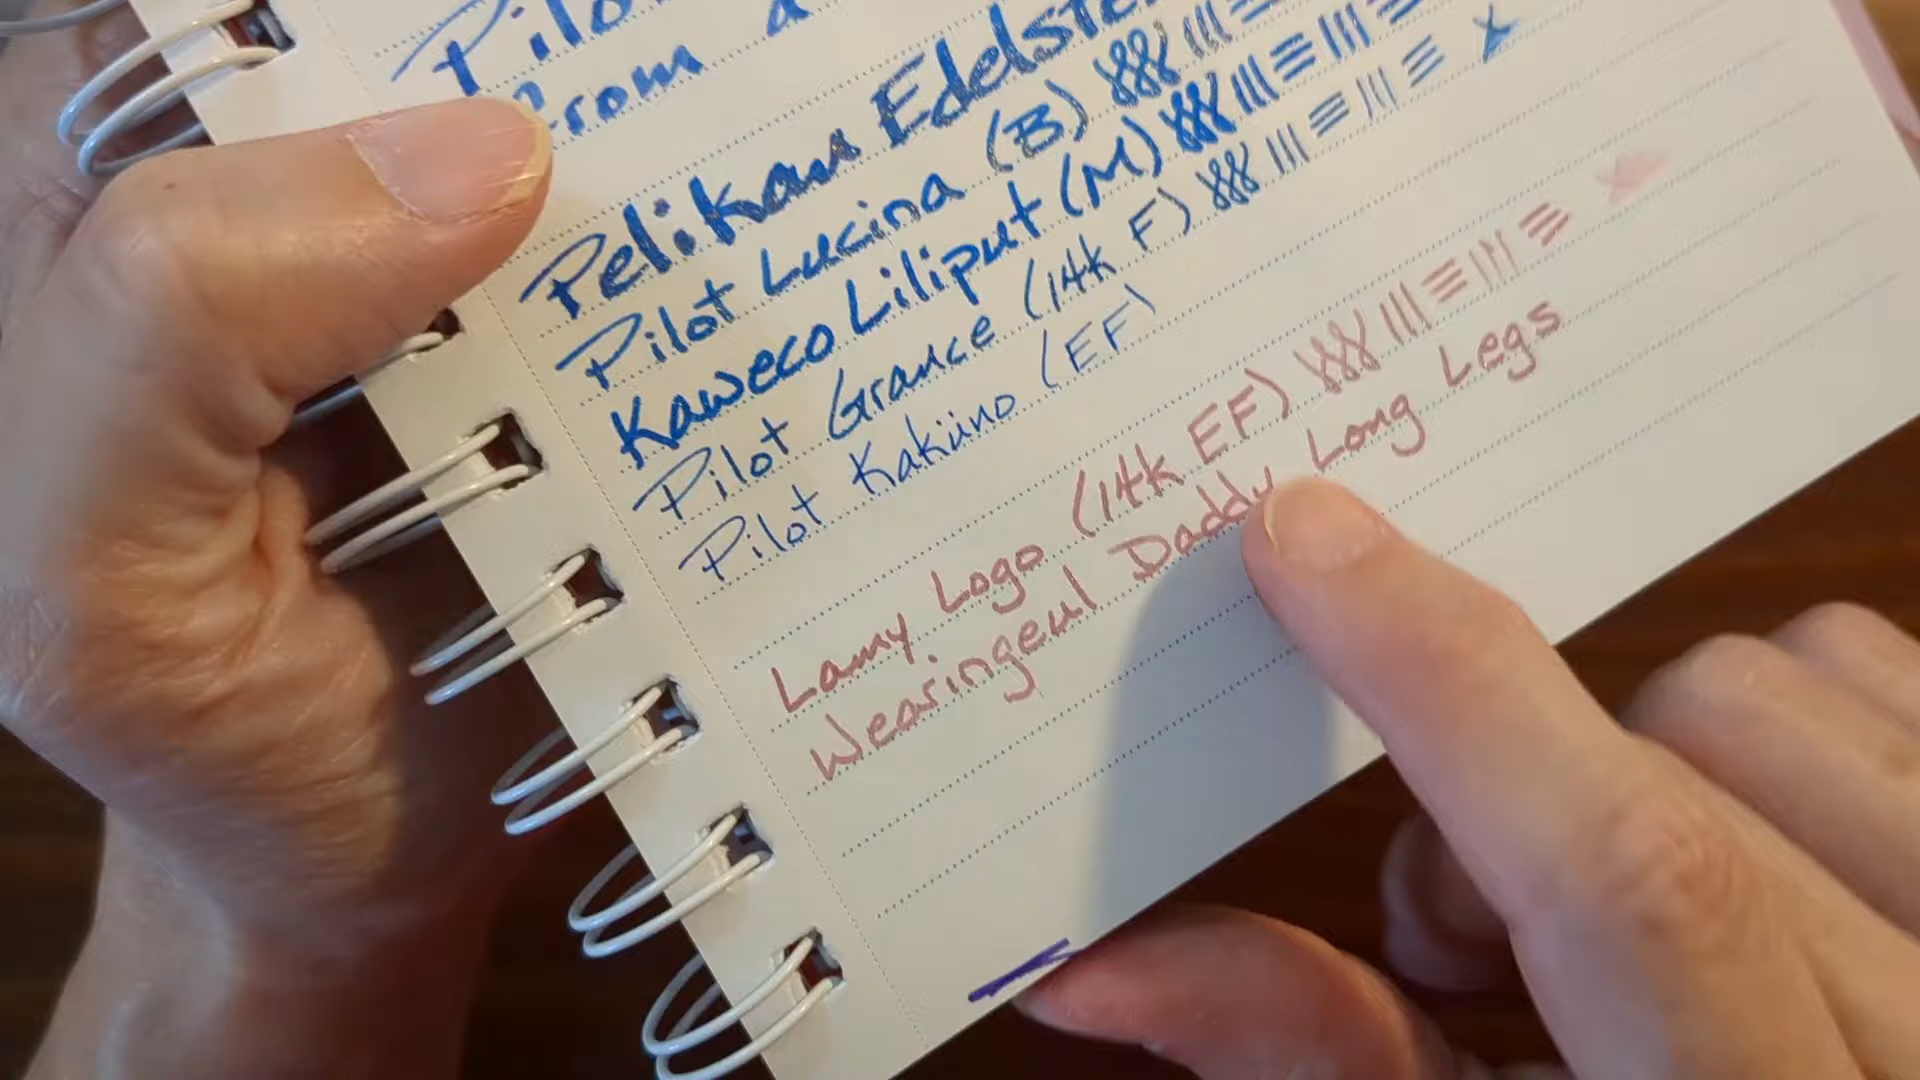 from a
Pelikan
Pilot Lucina (B)
Kaweco Liliput (M)
Pilot Grance (14k F)
Pilot Kakuno (EF)
Lamy Logo (14k EF)
Wearingeul Daddy Long Legs